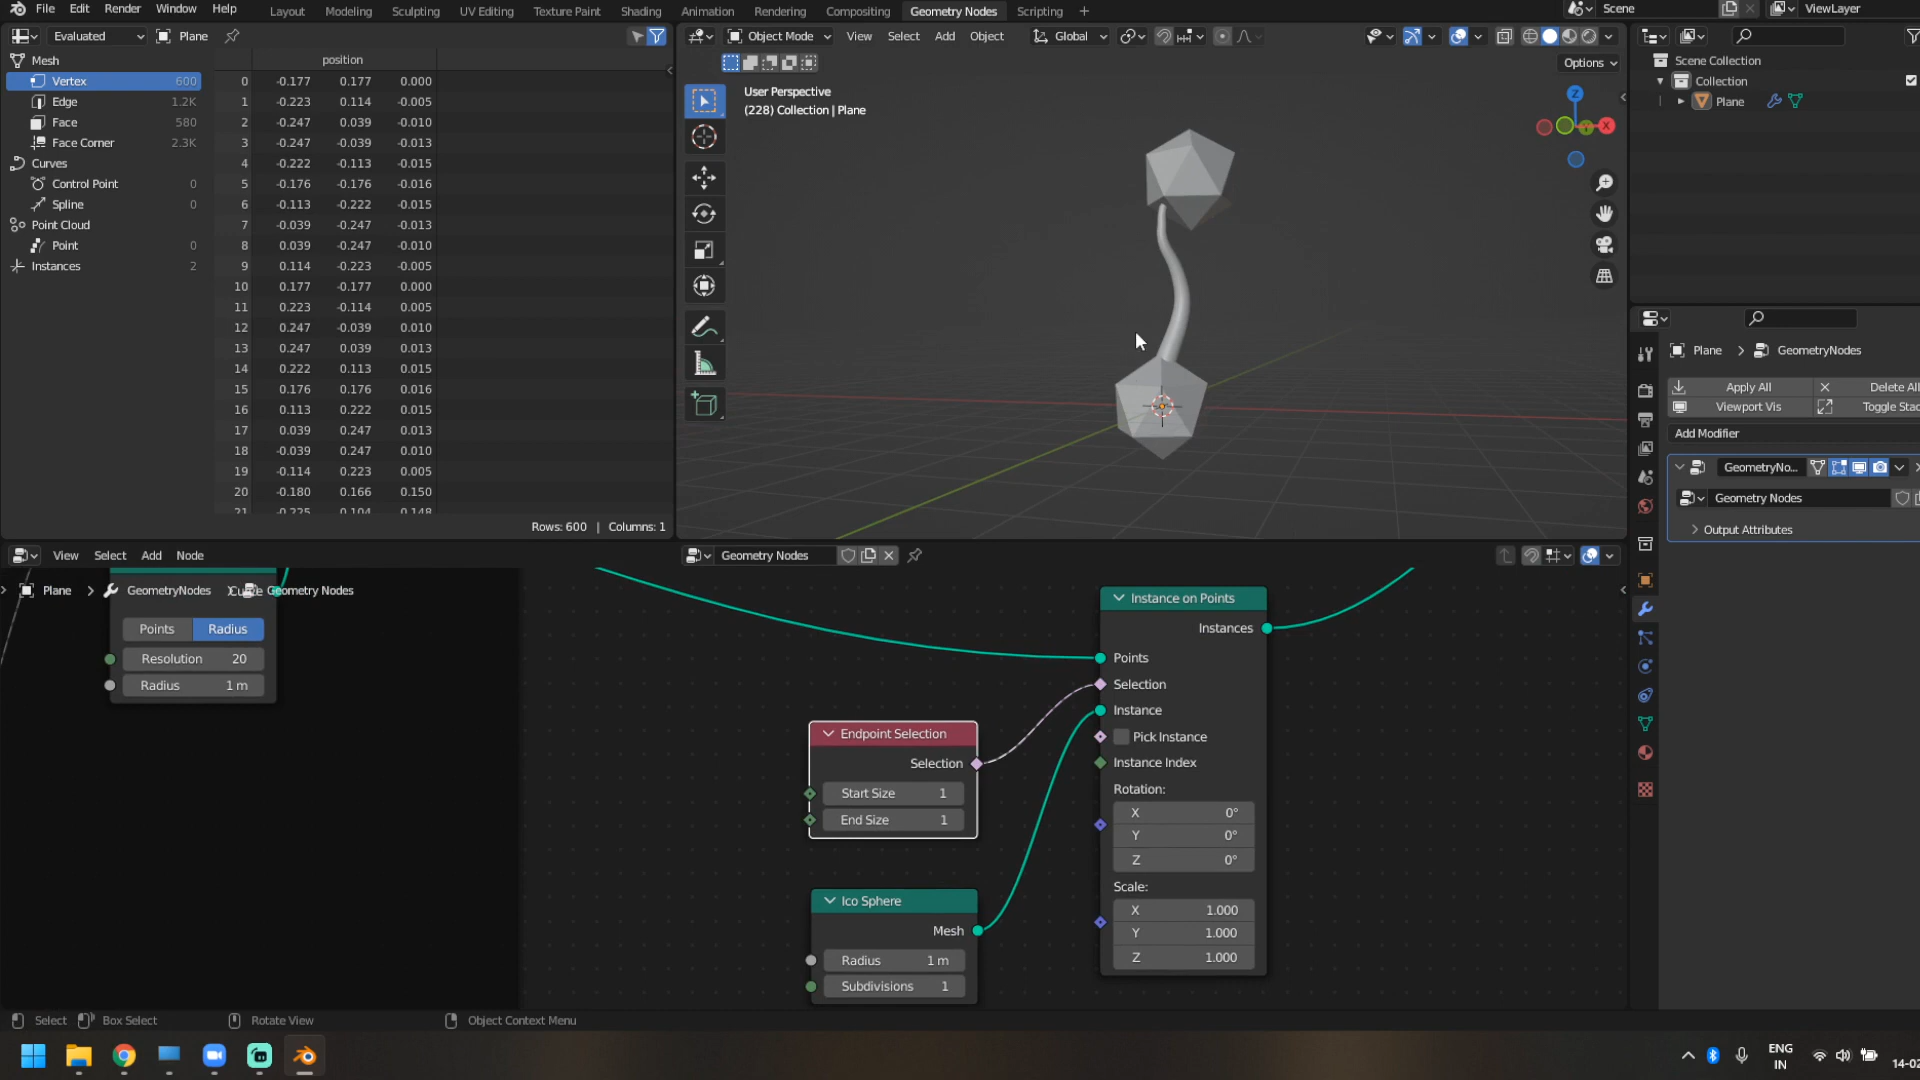 File Edit Render Window Help
Layout Modeling Sculpting UV Editing Texture Paint Shading Animation Rendering Compositing Geometry Nodes Scripting +
Scene ViewLayer
Evaluated Plane
Mesh
Vertex 600
Edge 1.2K
Face 580
Face Corner 2.3K
Curves
Control Point 0
Spline 0
Point Cloud
Point 0
Instances 2
position
0 -0.177 0.177 0.000
1 -0.223 0.114 -0.005
2 -0.247 0.039 -0.010
3 -0.247 -0.039 -0.013
4 -0.222 -0.113 -0.015
5 -0.176 -0.176 -0.016
6 -0.113 -0.222 -0.015
7 -0.039 -0.247 -0.013
8 0.039 -0.247 -0.010
9 0.114 -0.223 -0.005
10 0.177 -0.177 0.000
11 0.223 -0.114 0.005
12 0.247 -0.039 0.010
13 0.247 0.039 0.013
14 0.222 0.113 0.015
15 0.176 0.176 0.016
16 0.113 0.222 0.015
17 0.039 0.247 0.013
18 -0.039 0.247 0.010
19 -0.114 0.223 0.005
20 -0.180 0.166 0.150
21 -0.225 0.104 0.148
Rows: 600 | Columns: 1
Object Mode View Select Add Object Global
Options
User Perspective
(228) Collection | Plane
Z
X
Y
Scene Collection
Collection
Plane
Plane > GeometryNodes
Apply All Delete All
Viewport Vis Toggle Stac
Add Modifier
GeometryNo...
Geometry Nodes
Output Attributes
View Select Add Node
Geometry Nodes
Plane > GeometryNodes > Geometry Nodes
Points Radius
Resolution 20
Radius 1 m
Endpoint Selection
Selection
Start Size 1
End Size 1
Ico Sphere
Mesh
Radius 1 m
Subdivisions 1
Instance on Points
Instances
Points
Selection
Instance
Pick Instance
Instance Index
Rotation:
X 0°
Y 0°
Z 0°
Scale:
X 1.000
Y 1.000
Z 1.000
Select Box Select Rotate View Object Context Menu
ENG
IN
14-02